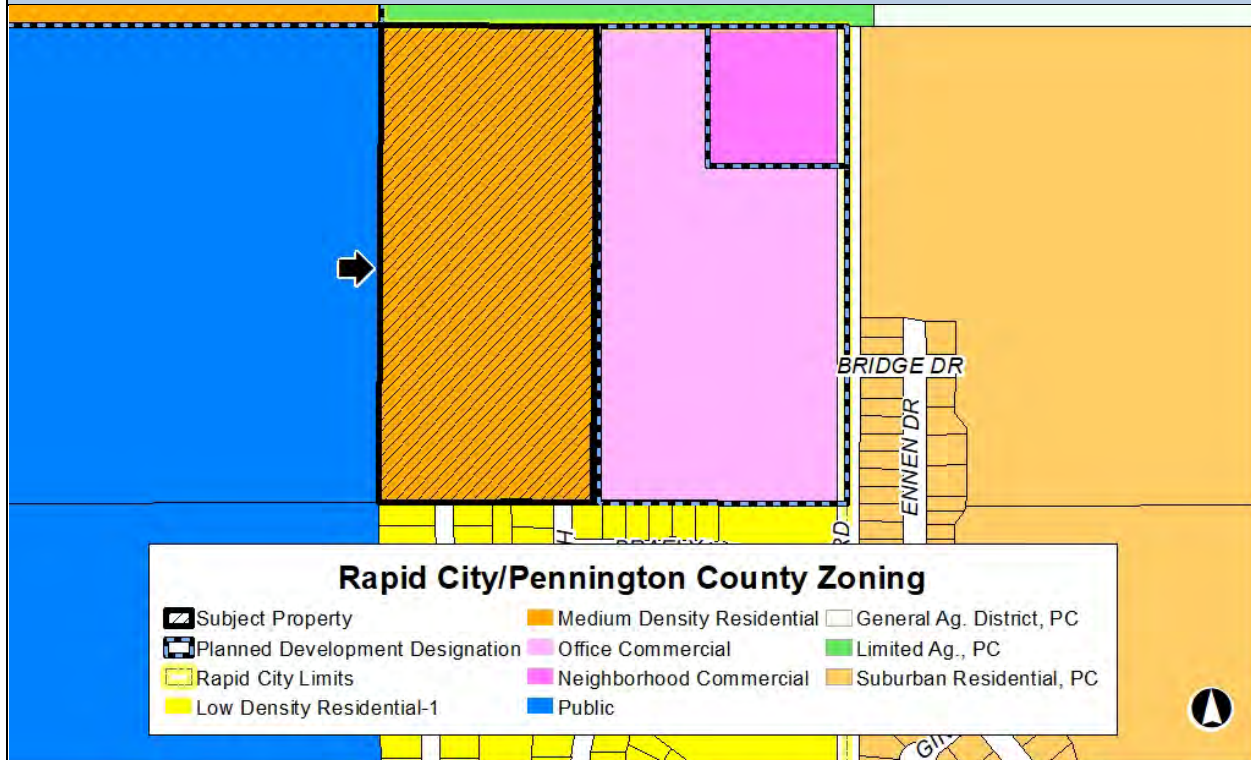 BRIDGE DR
ENNEN DR
H
RD
Rapid City/Pennington County Zoning
Subject Property
Planned Development Designation
Rapid City Limits
Low Density Residential-1
Medium Density Residential
Office Commercial
Neighborhood Commercial
Public
General Ag. District, PC
Limited Ag., PC
Suburban Residential, PC